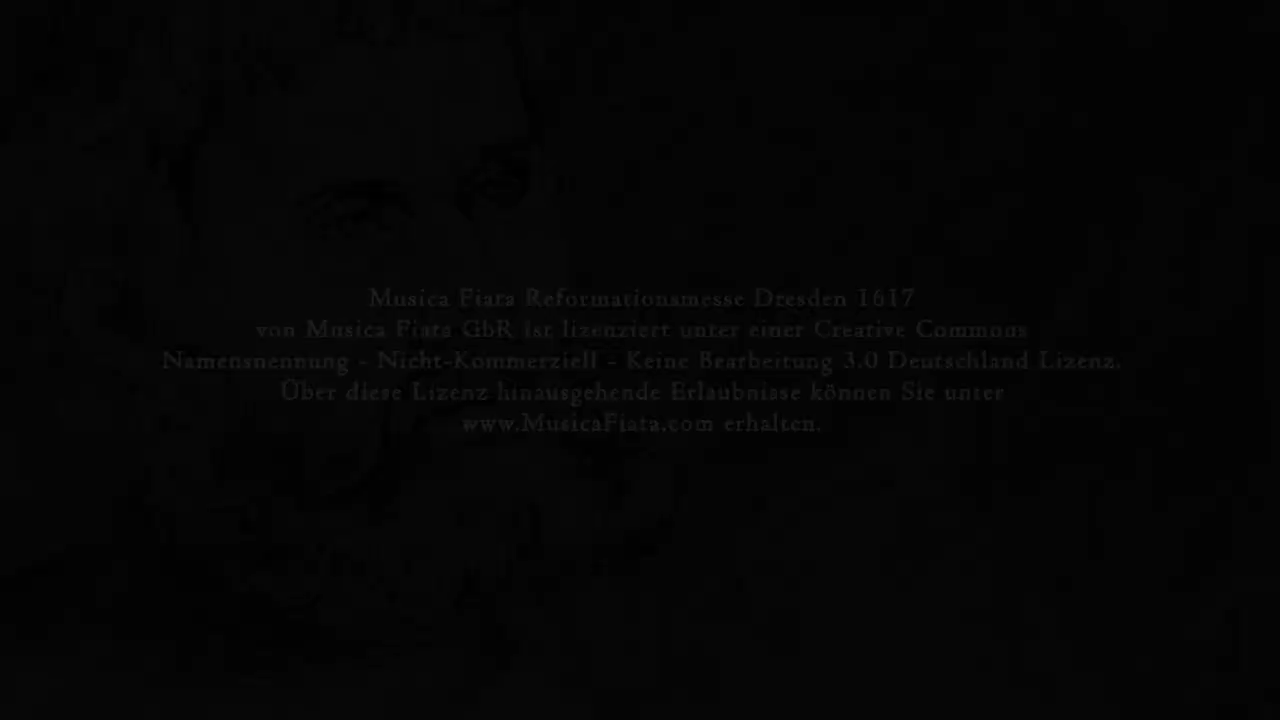 Musica Fiata Reformationsmesse Dresden 1617
von Musica Fiata GbR ist lizenziert unter einer Creative Commons
Namensnennung - Nicht-Kommerziell - Keine Bearbeitung 3.0 Deutschland Lizenz.
Über diese Lizenz hinausgehende Erlaubnisse können Sie unter
www.MusicaFiata.com erhalten.